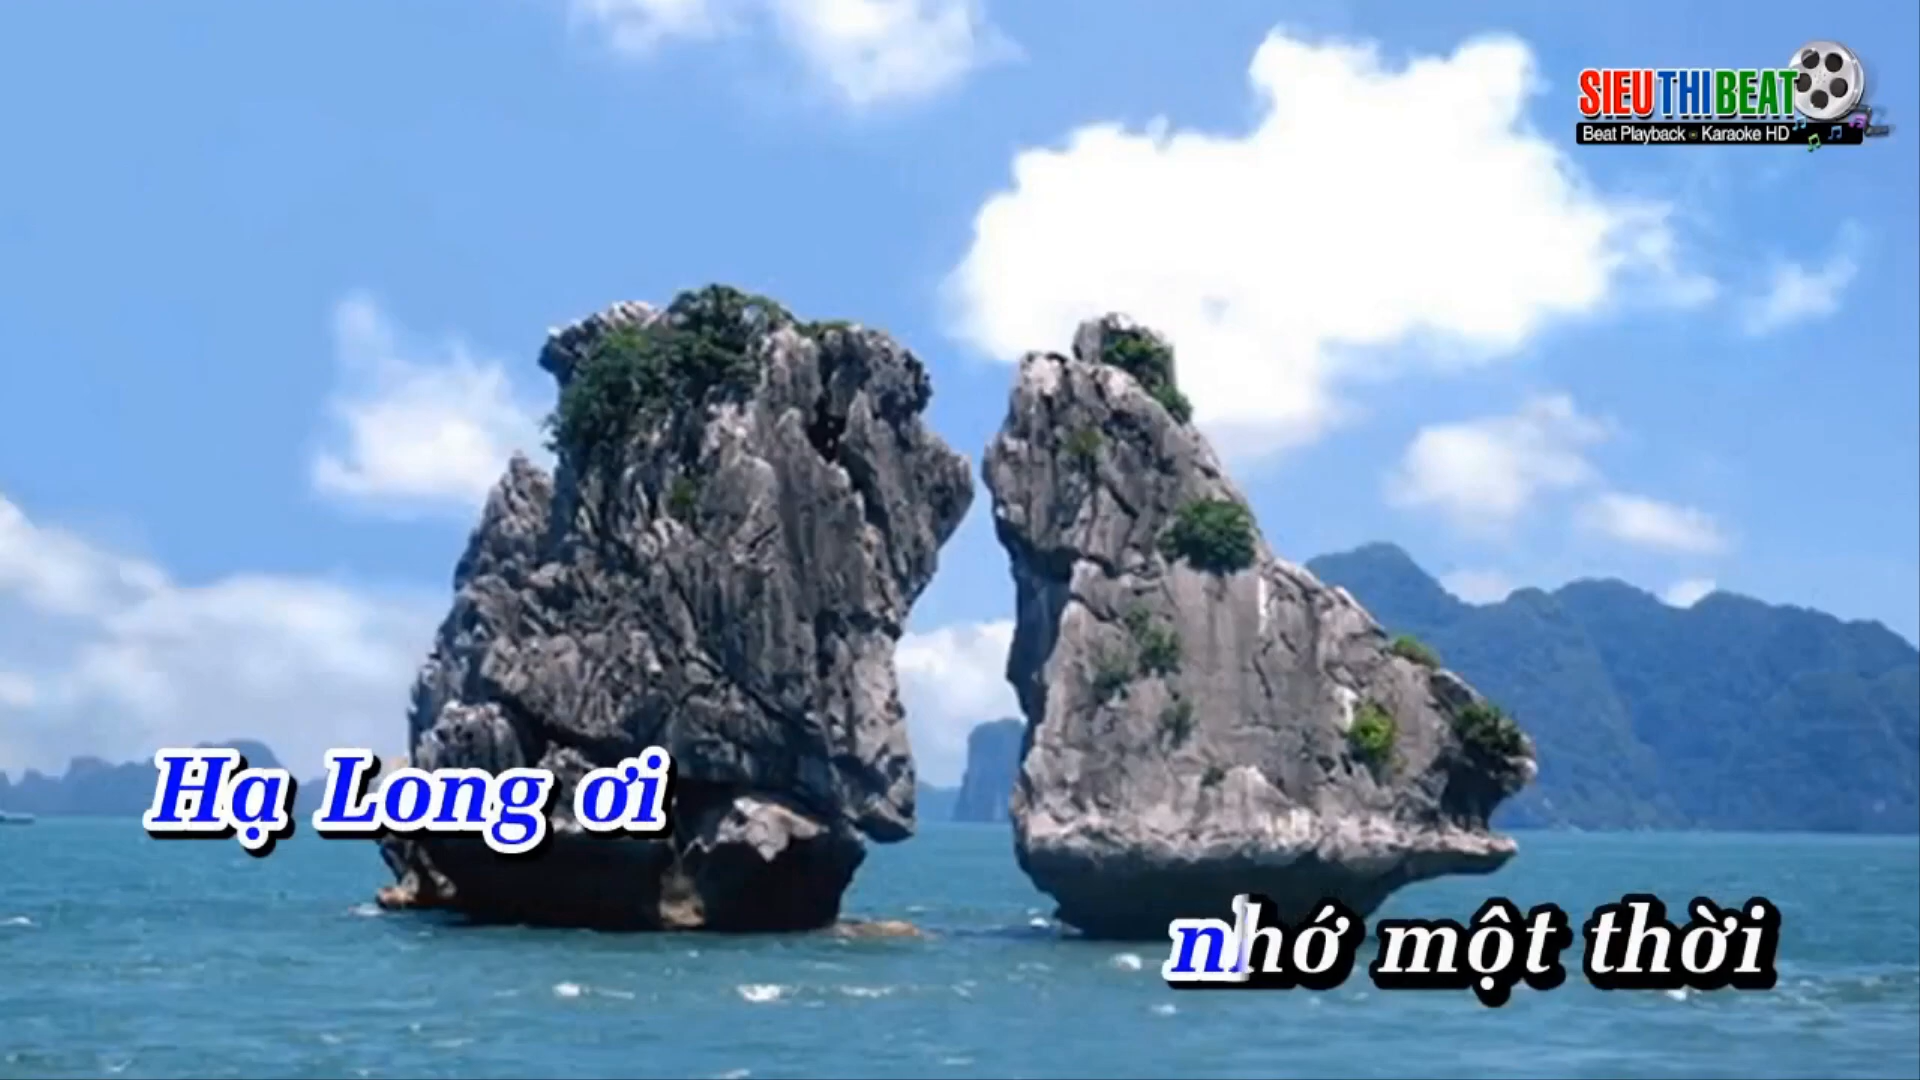 SIEUTHIBEAT
Beat Playback - Karaoke HD
Hạ Long ơi
nhớ một thời